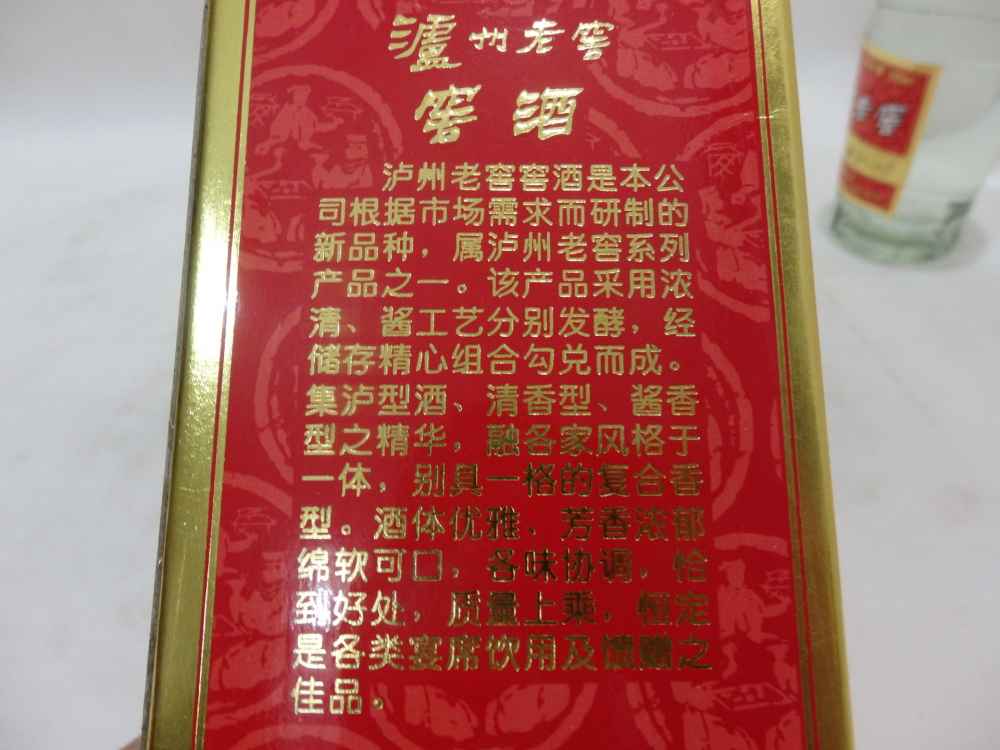 瀘州老窖
窖酒
泸州老窖窖酒是本公
司根据市场需求而研制的
新品种，属泸州老窖系列
产品之一。该产品采用浓
清、酱工艺分别发酵，经
储存精心组合勾兑而成。
集泸型酒、清香型、酱香
型之精华，融各家风格于
一体，别具一格的复合香
型。酒体优雅、芳香浓郁
绵软可口，各味协调，恰
到好处，质量上乘，恒定
是各类宴席饮用及馈赠之
佳品。
老窖